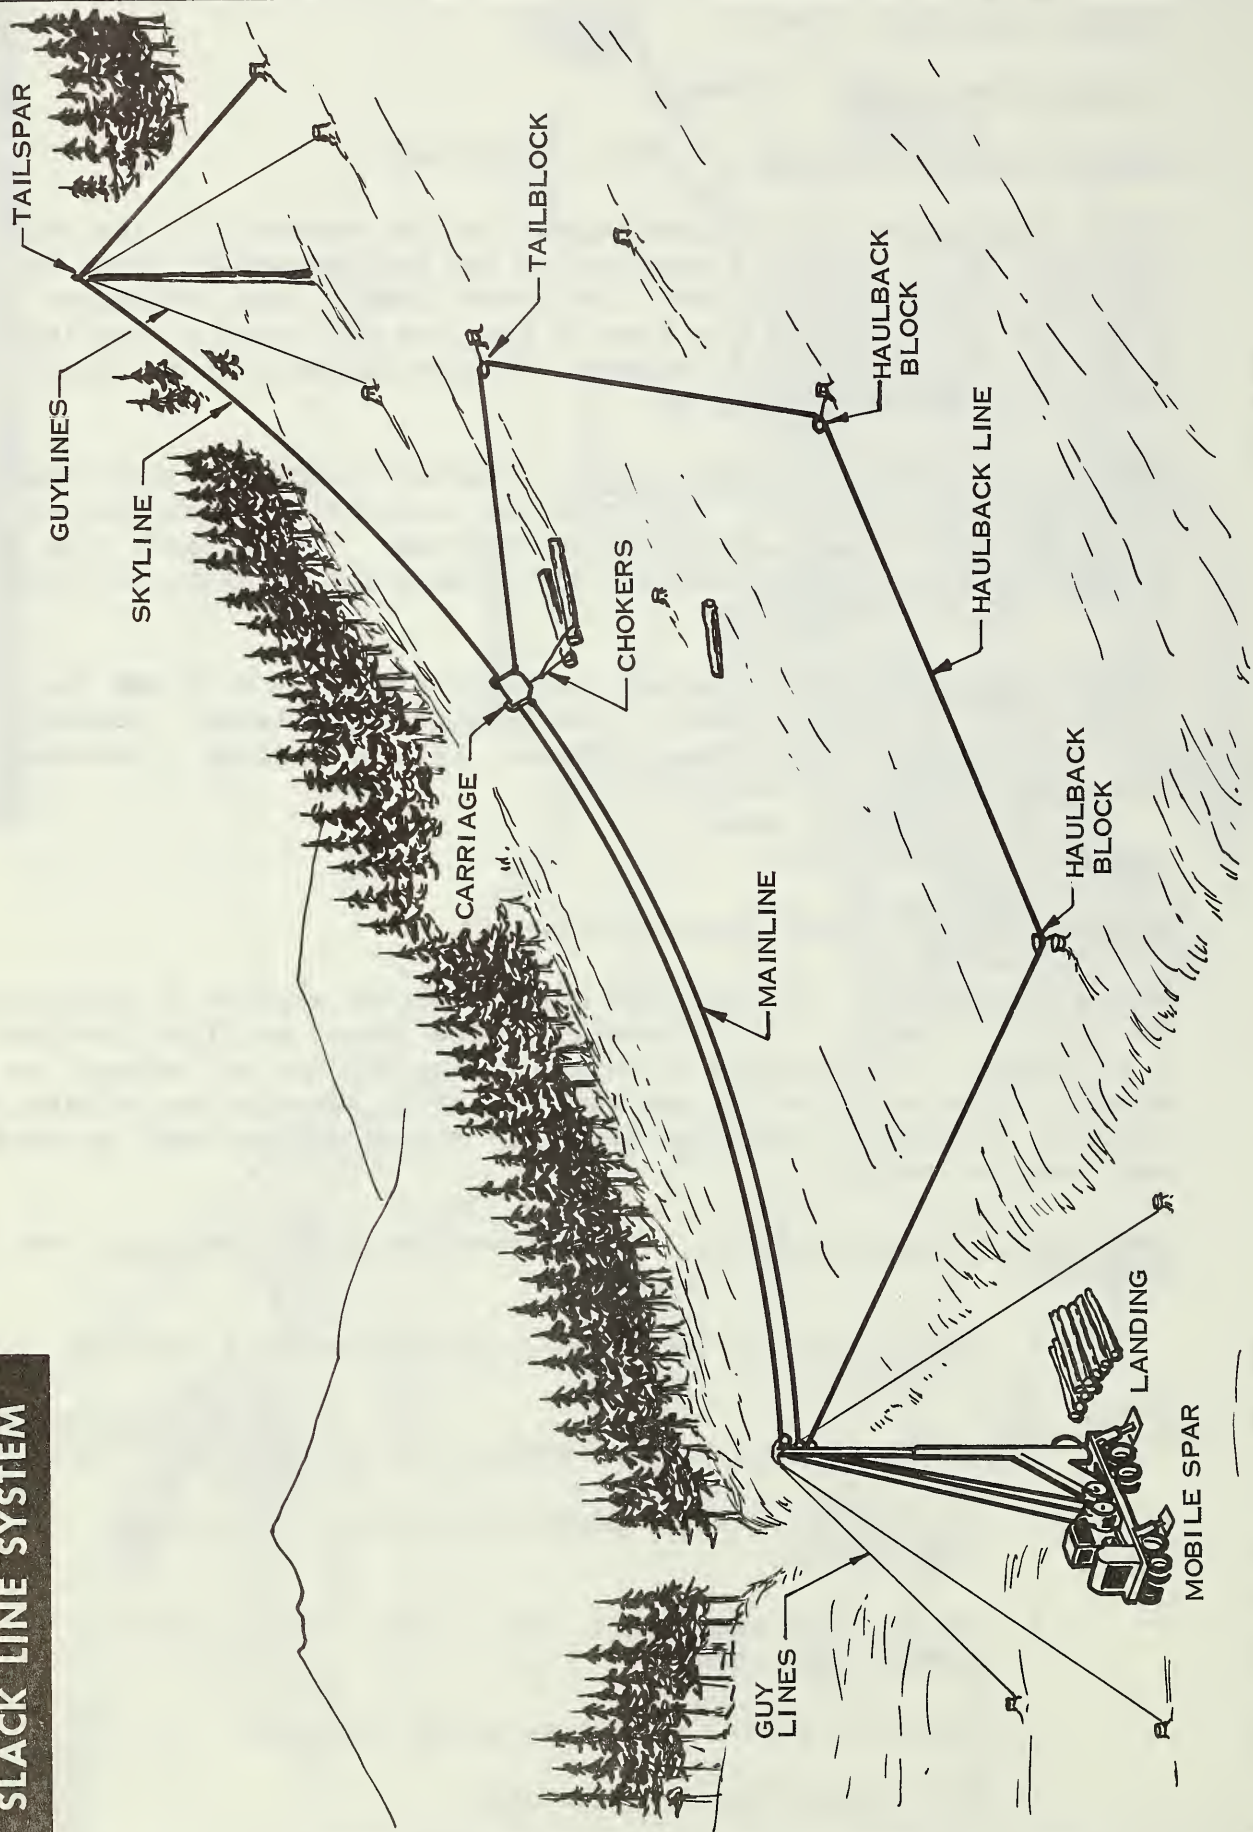 SLACK LINE SYSTEM
TAILSPAR
GUYLINES
SKYLINE
TAILBLOCK
HAULBACK
BLOCK
CARRIAGE
CHOKERS
HAULBACK LINE
MAINLINE
HAULBACK
BLOCK
GUY
LINES
LANDING
MOBILE SPAR